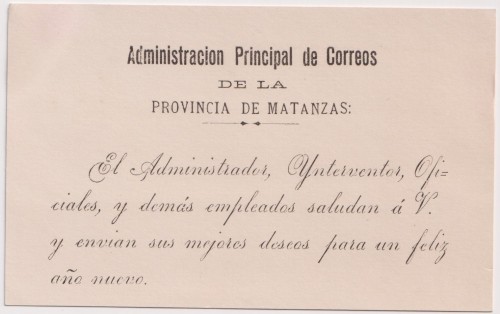 Administracion Principal de Correos
DE LA
PROVINCIA DE MATANZAS:
El Administrador, Ynterventor, Ofi=
ciales, y demás empleados saludan á V.
y envian sus mejores deseos para un feliz
año nuevo.